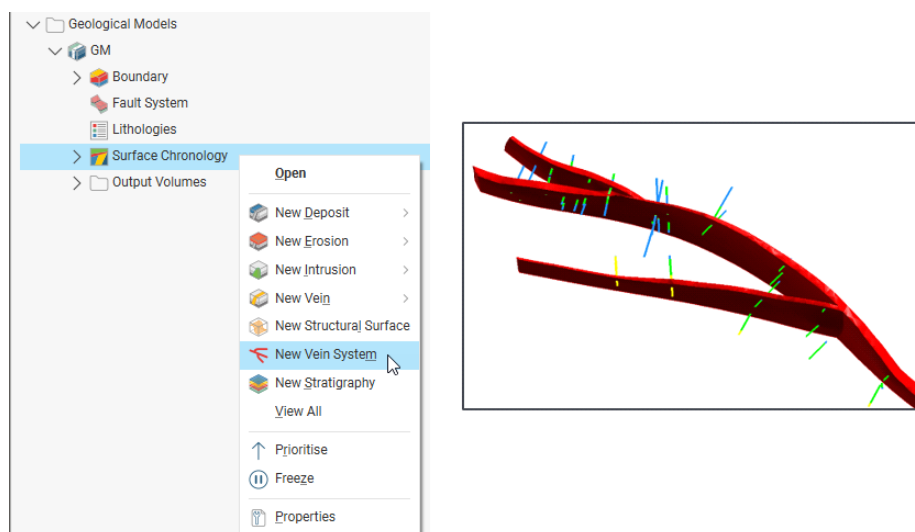 Geological Models
GM
Boundary
Fault System
Lithologies
Surface Chronology
Output Volumes
Open
New Deposit
New Erosion
New Intrusion
New Vein
New Structural Surface
New Vein System
New Stratigraphy
View All
Prioritise
Freeze
Properties